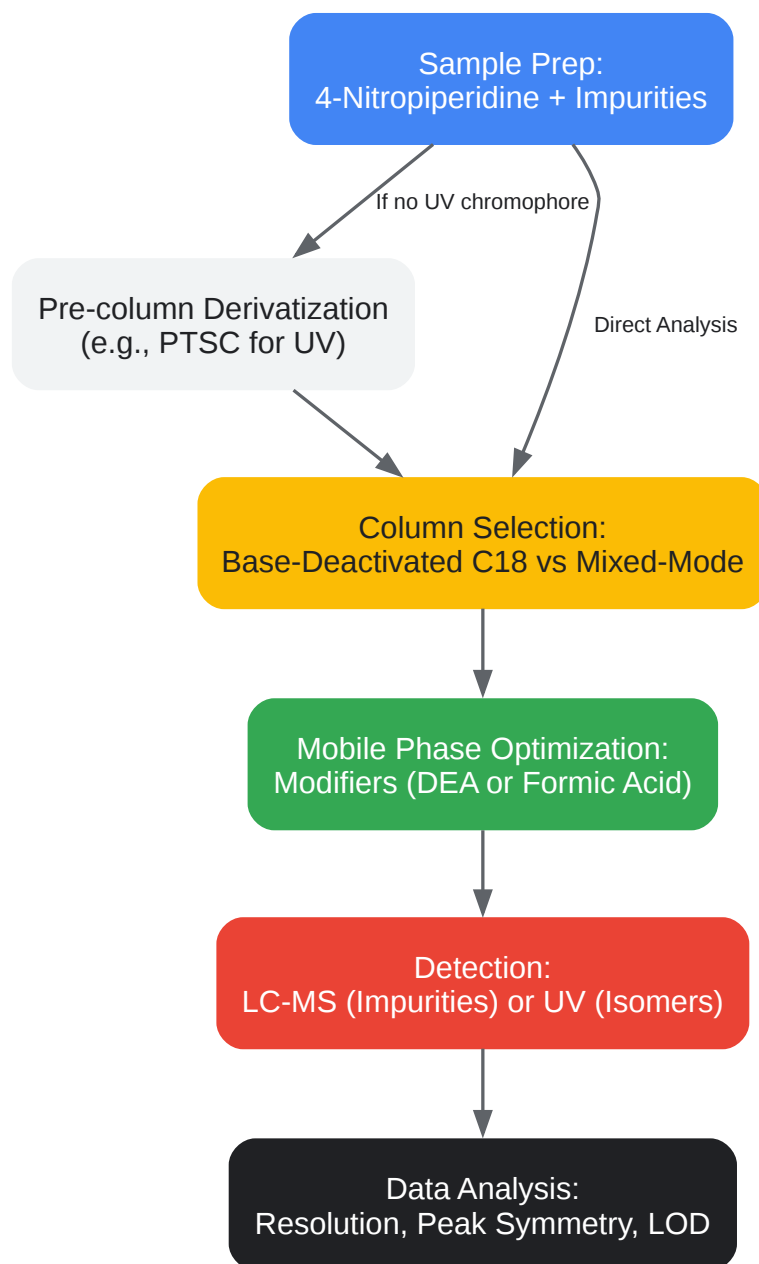 Sample Prep:
4-Nitropiperidine + Impurities
If no UV chromophore
Pre-column Derivatization
(e.g., PTSC for UV)
Direct Analysis
Column Selection:
Base-Deactivated C18 vs Mixed-Mode
Mobile Phase Optimization:
Modifiers (DEA or Formic Acid)
Detection:
LC-MS (Impurities) or UV (Isomers)
Data Analysis:
Resolution, Peak Symmetry, LOD